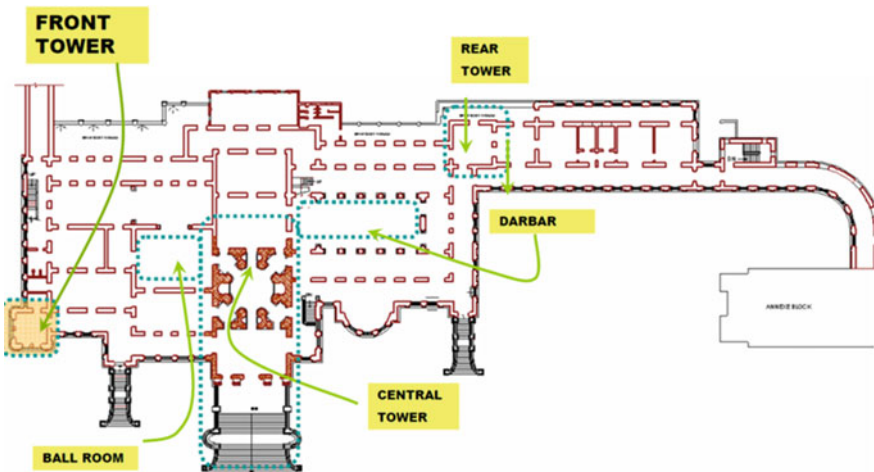 FRONT
TOWER
REAR
TOWER
DARBAR
ANNEXE BLOCK
CENTRAL
TOWER
BALL ROOM